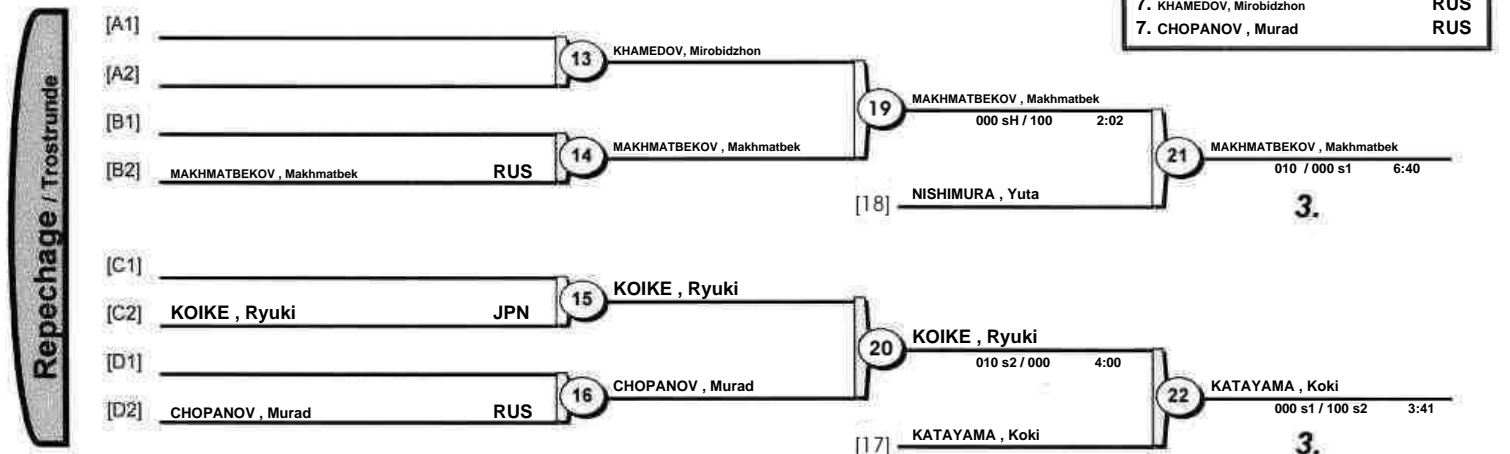 7. KHAMEDOV, Mirobidzhon RUS
7. CHOPANOV , Murad RUS
Repechage / Trostrunde
[A1]
13 KHAMEDOV, Mirobidzhon
[A2]
19 MAKHMATBEKOV , Makhmatbek
000 sH / 100 2:02
[B1]
14 MAKHMATBEKOV , Makhmatbek
21 MAKHMATBEKOV , Makhmatbek
010 / 000 s1 6:40
[B2] MAKHMATBEKOV , Makhmatbek RUS
[18] NISHIMURA , Yuta
3.
[C1]
15 KOIKE , Ryuki
[C2] KOIKE , Ryuki JPN
20 KOIKE , Ryuki
010 s2 / 000 4:00
[D1]
16 CHOPANOV , Murad
22 KATAYAMA , Koki
000 s1 / 100 s2 3:41
[D2] CHOPANOV , Murad RUS
[17] KATAYAMA , Koki
3.